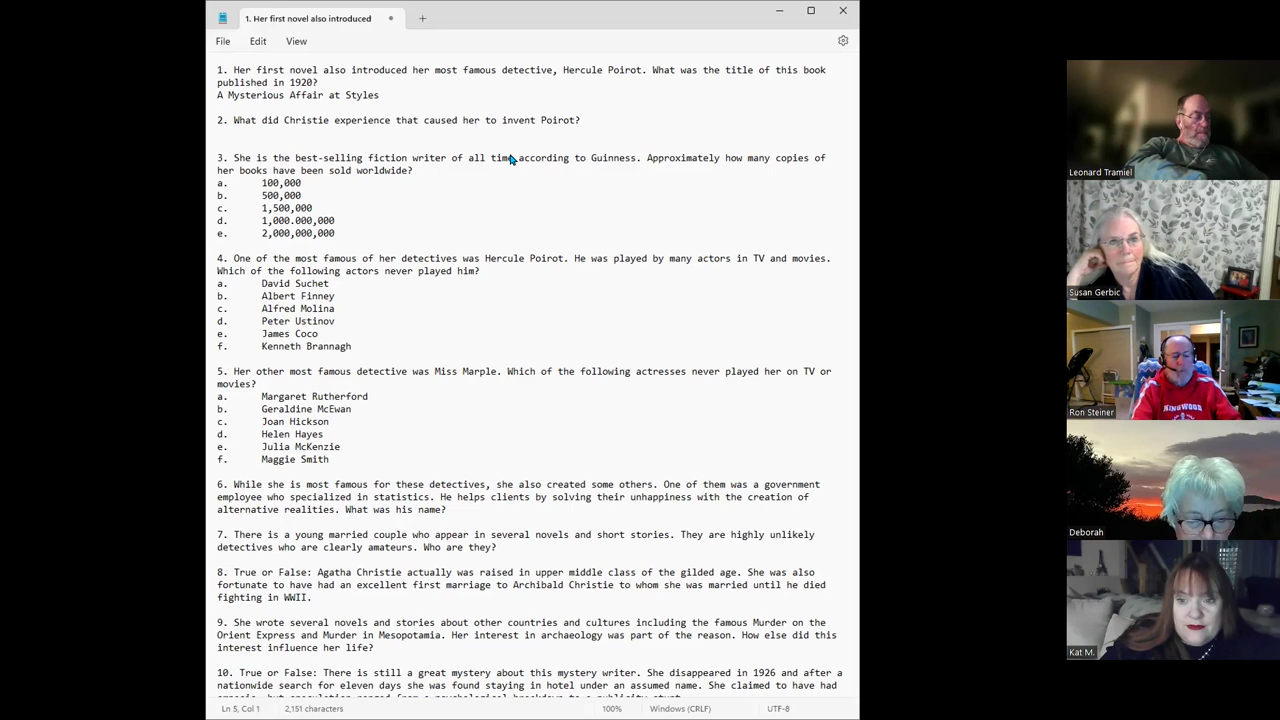 1. Her first novel also introduced
File Edit View
1. Her first novel also introduced her most famous detective, Hercule Poirot. What was the title of this book
published in 1920?
A Mysterious Affair at Styles
2. What did Christie experience that caused her to invent Poirot?
3. She is the best-selling fiction writer of all time according to Guinness. Approximately how many copies of
her books have been sold worldwide?
a. 100,000
b. 500,000
c. 1,500,000
d. 1,000.000,000
e. 2,000,000,000
4. One of the most famous of her detectives was Hercule Poirot. He was played by many actors in TV and movies.
Which of the following actors never played him?
a. David Suchet
b. Albert Finney
c. Alfred Molina
d. Peter Ustinov
e. James Coco
f. Kenneth Brannagh
5. Her other most famous detective was Miss Marple. Which of the following actresses never played her on TV or
movies?
a. Margaret Rutherford
b. Geraldine McEwan
c. Joan Hickson
d. Helen Hayes
e. Julia McKenzie
f. Maggie Smith
6. While she is most famous for these detectives, she also created some others. One of them was a government
employee who specialized in statistics. He helps clients by solving their unhappiness with the creation of
alternative realities. What was his name?
7. There is a young married couple who appear in several novels and short stories. They are highly unlikely
detectives who are clearly amateurs. Who are they?
8. True or False: Agatha Christie actually was raised in upper middle class of the gilded age. She was also
fortunate to have had an excellent first marriage to Archibald Christie to whom she was married until he died
fighting in WWII.
9. She wrote several novels and stories about other countries and cultures including the famous Murder on the
Orient Express and Murder in Mesopotamia. Her interest in archaeology was part of the reason. How else did this
interest influence her life?
10. True or False: There is still a great mystery about this mystery writer. She disappeared in 1926 and after a
nationwide search for eleven days she was found staying in hotel under an assumed name. She claimed to have had
Ln 5, Col 1 2,151 characters 100% Windows (CRLF) UTF-8
Leonard Tramiel
Susan Gerbic
KINGWOOD
Ron Steiner
Deborah
Kat M.